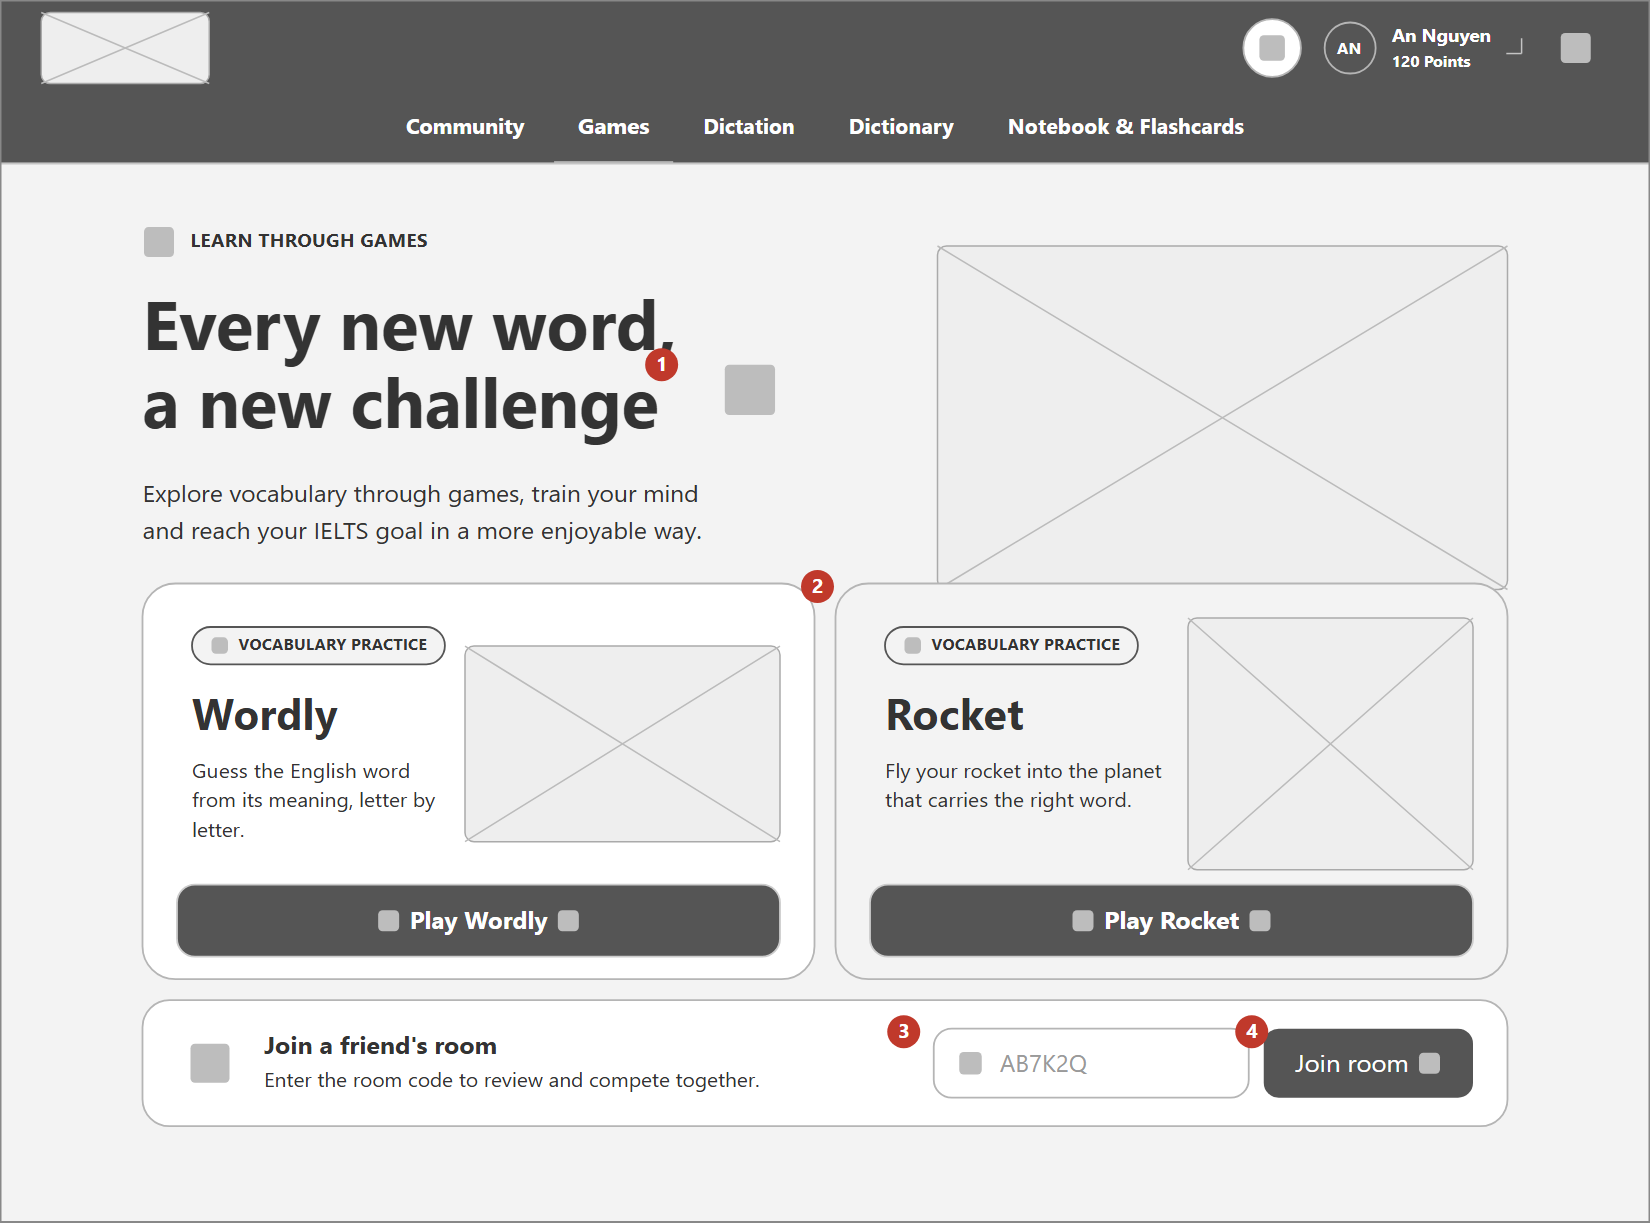 AN
An Nguyen
120 Points
Community Games Dictation Dictionary Notebook & Flashcards
LEARN THROUGH GAMES
Every new word,
1
a new challenge
Explore vocabulary through games, train your mind
and reach your IELTS goal in a more enjoyable way.
2
VOCABULARY PRACTICE
Wordly
Guess the English word
from its meaning, letter by
letter.
Play Wordly
VOCABULARY PRACTICE
Rocket
Fly your rocket into the planet
that carries the right word.
Play Rocket
Join a friend's room
Enter the room code to review and compete together.
3
AB7K2Q
4
Join room